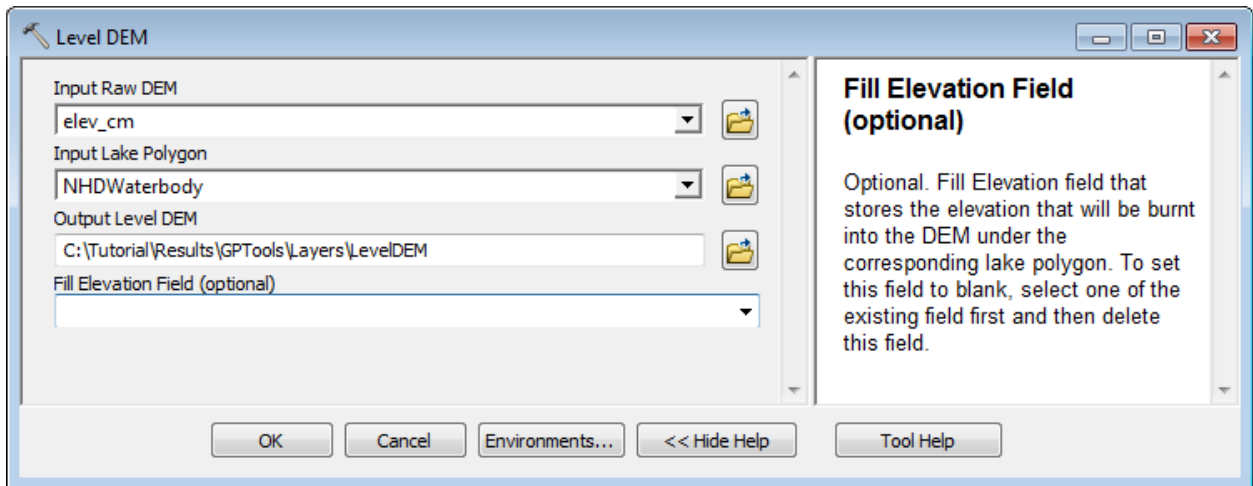 Level DEM
Input Raw DEM
elev_cm
Input Lake Polygon
NHDWaterbody
Output Level DEM
C:\Tutorial\Results\GPTools\Layers\LevelDEM
Fill Elevation Field (optional)
Fill Elevation Field
(optional)
Optional. Fill Elevation field that
stores the elevation that will be burnt
into the DEM under the
corresponding lake polygon. To set
this field to blank, select one of the
existing field first and then delete
this field.
OK
Cancel
Environments...
<< Hide Help
Tool Help